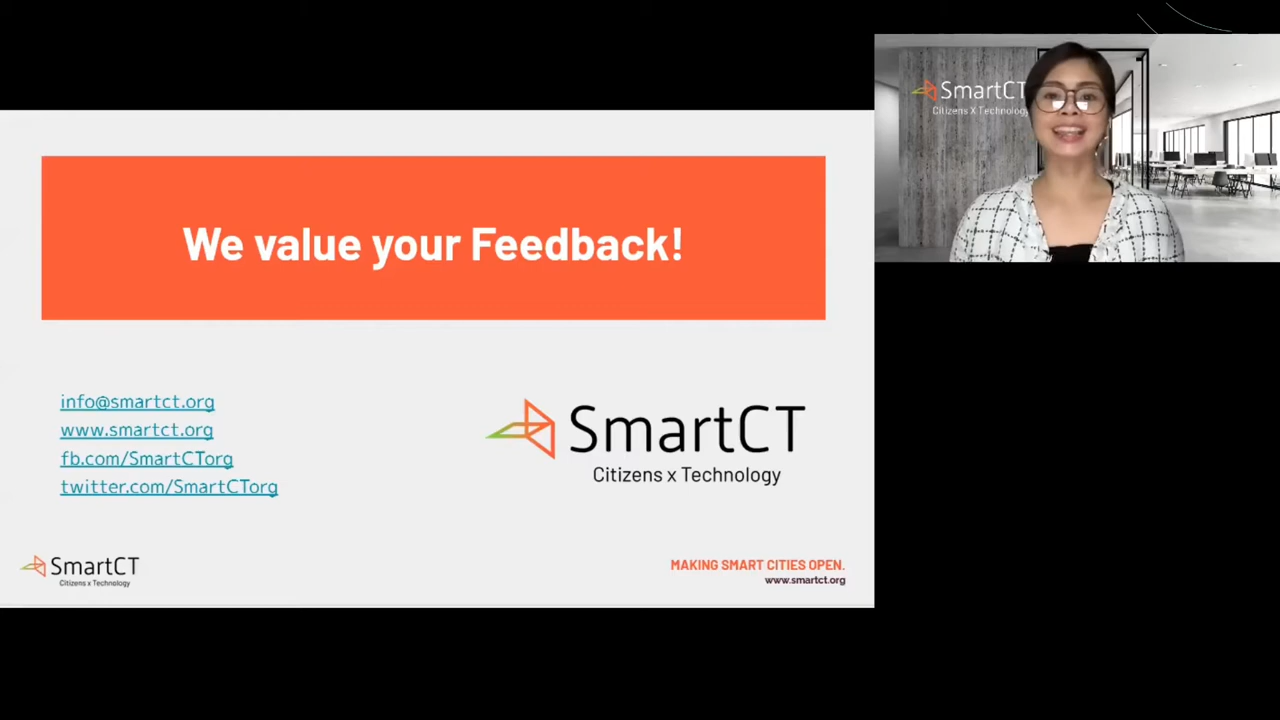 We value your Feedback!
info@smartct.org
www.smartct.org
fb.com/SmartCTorg
twitter.com/SmartCTorg
SmartCT
Citizens x Technology
SmartCT
Citizens x Technology
MAKING SMART CITIES OPEN.
www.smartct.org
SmartCT
Citizens X Technology